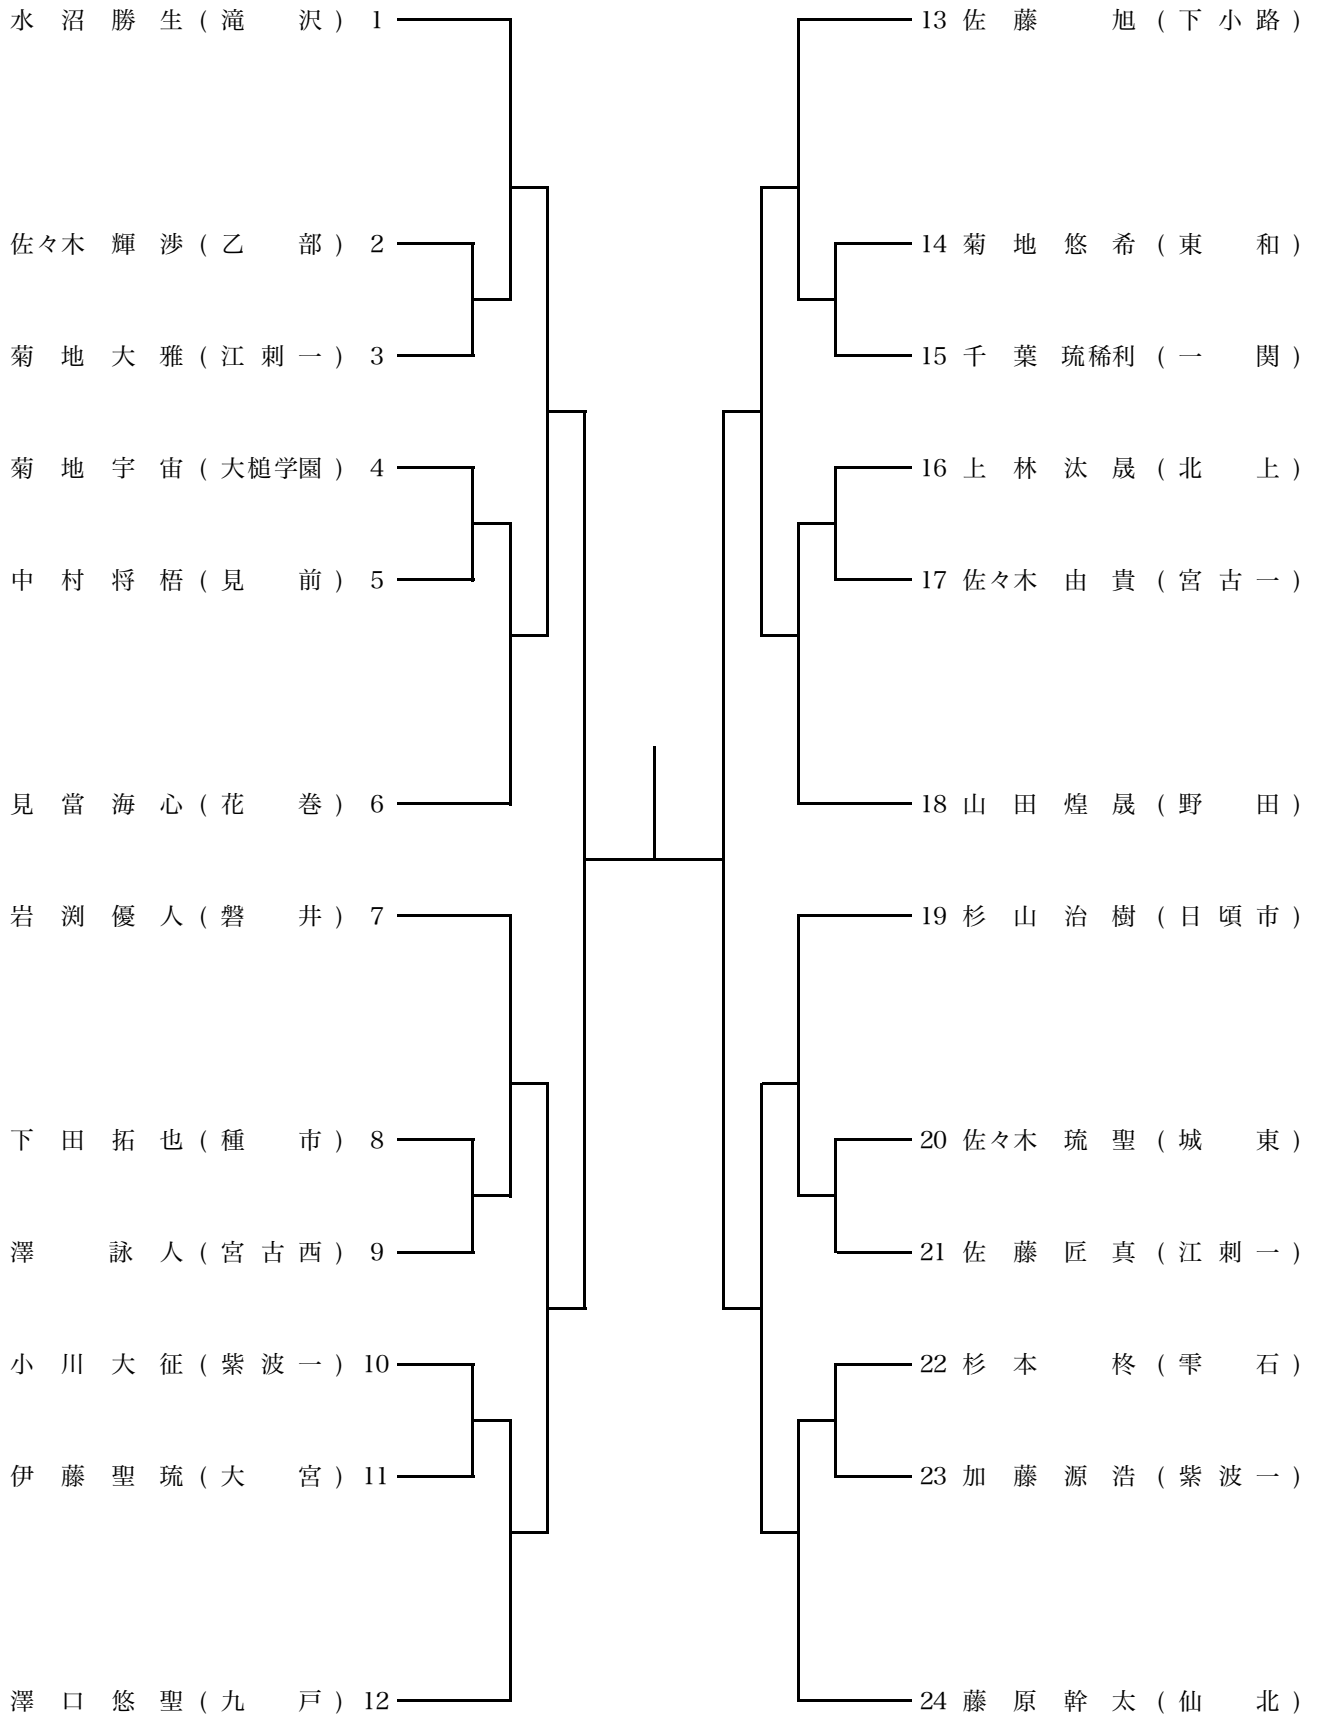 水沼勝生(滝沢) 1
佐々木輝渉(乙部) 2
菊地大雅(江刺一) 3
菊地宇宙(大槌学園) 4
中村将梧(見前) 5
見當海心(花巻) 6
岩渕優人(磐井) 7
下田拓也(種市) 8
澤詠人(宮古西) 9
小川大征(紫波一) 10
伊藤聖琉(大宮) 11
澤口悠聖(九戸) 12
13 佐藤旭(下小路)
14 菊地悠希(東和)
15 千葉琉稀利(一関)
16 上林汰晟(北上)
17 佐々木由貴(宮古一)
18 山田煌晟(野田)
19 杉山治樹(日頃市)
20 佐々木琉聖(城東)
21 佐藤匠真(江刺一)
22 杉本柊(雫石)
23 加藤源浩(紫波一)
24 藤原幹太(仙北)